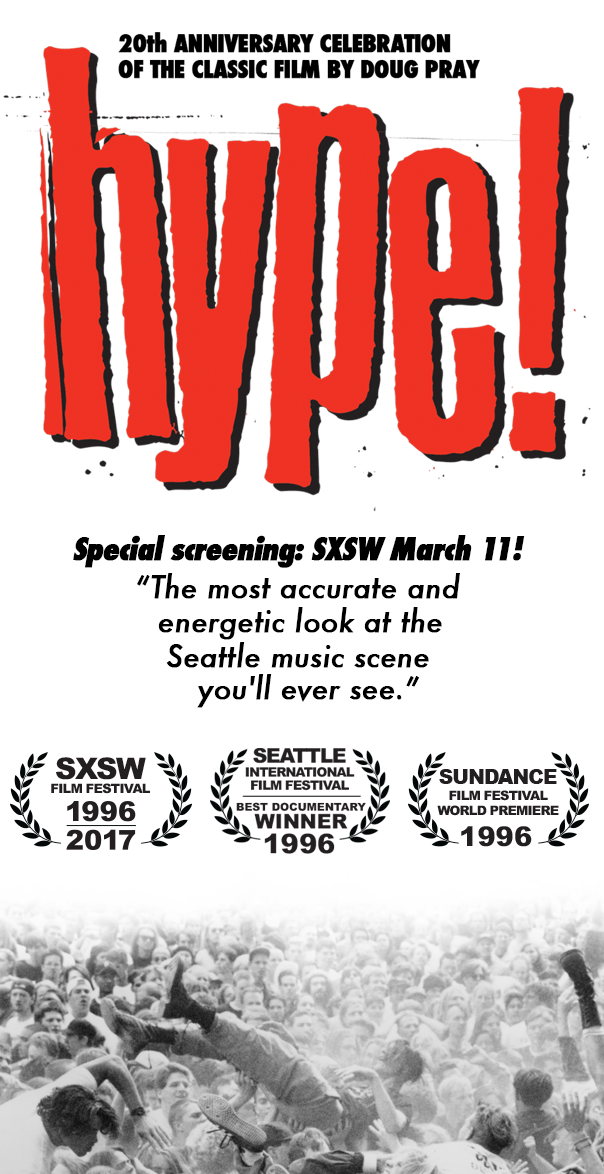 20th ANNIVERSARY CELEBRATION
OF THE CLASSIC FILM BY DOUG PRAY
hype!
Special screening: SXSW March 11!
“The most accurate and
energetic look at the
Seattle music scene
you'll ever see.”
SXSW
FILM FESTIVAL
1996
2017
SEATTLE
INTERNATIONAL
FILM FESTIVAL
BEST DOCUMENTARY
WINNER
1996
SUNDANCE
FILM FESTIVAL
WORLD PREMIERE
1996